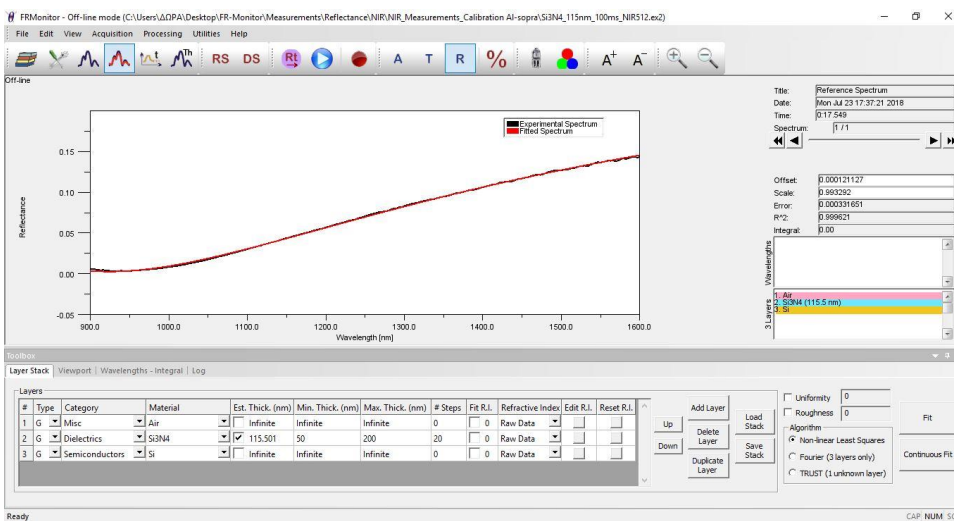 FRMonitor - Off-line mode (C:\Users\ΔΩΡΑ\Desktop\FR-Monitor\Measurements\Reflectance\NIR\NIR_Measurements_Calibration Al-sopra\Si3N4_115nm_100ms_NIR512.ex2)
File Edit View Acquisition Processing Utilities Help
Th
RS DS Rt A T R % A+ A-
Off-line
Title: Reference Spectrum
Date: Mon Jul 23 17:37:21 2018
Time: 0:17.549
Spectrum: 1 / 1
Experimental Spectrum
Fitted Spectrum
0.15
0.10
0.05
0.00
-0.05
Reflectance
900.0 1000.0 1100.0 1200.0 1300.0 1400.0 1500.0 1600.0
Wavelength [nm]
Offset: 0.000121127
Scale: 0.993292
Error: 0.000331651
R^2: 0.999621
Integral: 0.00
Wavelengths
3 Layers
1. Air
2. Si3N4 (115.5 nm)
3. Si
Toolbox
Layer Stack Viewport Wavelengths - Integral Log
Layers
# Type Category Material Est. Thick. (nm) Min. Thick. (nm) Max. Thick. (nm) # Steps Fit R.I. Refractive Index Edit R.I. Reset R.I.
1 G Misc Air Infinite Infinite Infinite 0 0 Raw Data
2 G Dielectrics Si3N4 115.501 50 200 20 0 Raw Data
3 G Semiconductors Si Infinite Infinite Infinite 0 0 Raw Data
Up
Down
Add Layer
Delete Layer
Duplicate Layer
Load Stack
Save Stack
Uniformity 0
Roughness 0
Algorithm
Non-linear Least Squares
Fourier (3 layers only)
TRUST (1 unknown layer)
Fit
Continuous Fit
Ready
CAP NUM SC